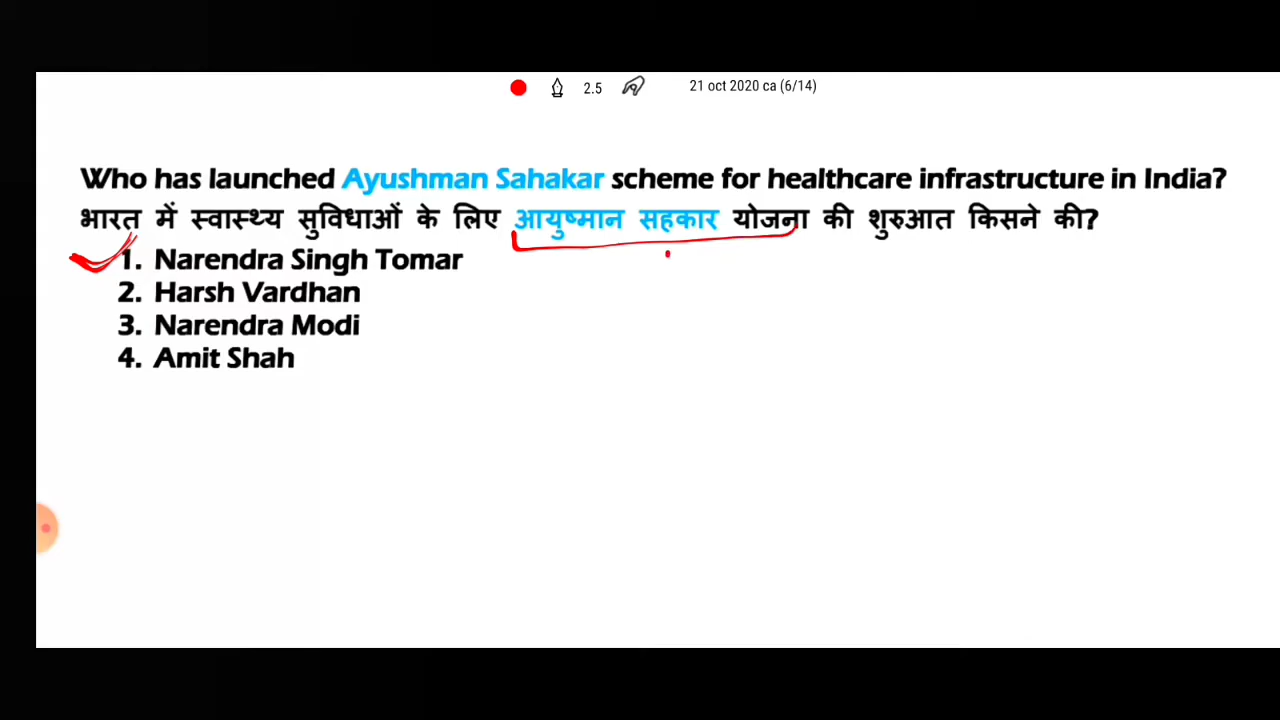 2.5 21 oct 2020 ca (6/14)
Who has launched Ayushman Sahakar scheme for healthcare infrastructure in India?
भारत में स्वास्थ्य सुविधाओं के लिए आयुष्मान सहकार योजना की शुरुआत किसने की?
1. Narendra Singh Tomar
2. Harsh Vardhan
3. Narendra Modi
4. Amit Shah